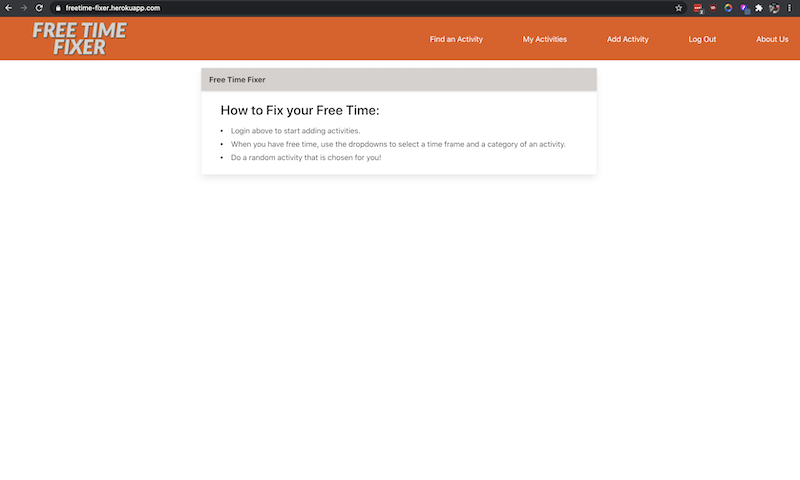 freetime-fixer.herokuapp.com
FREE TIME
FIXER
Find an Activity
My Activities
Add Activity
Log Out
About Us
Free Time Fixer
How to Fix your Free Time:
• Login above to start adding activities.
• When you have free time, use the dropdowns to select a time frame and a category of an activity.
• Do a random activity that is chosen for you!